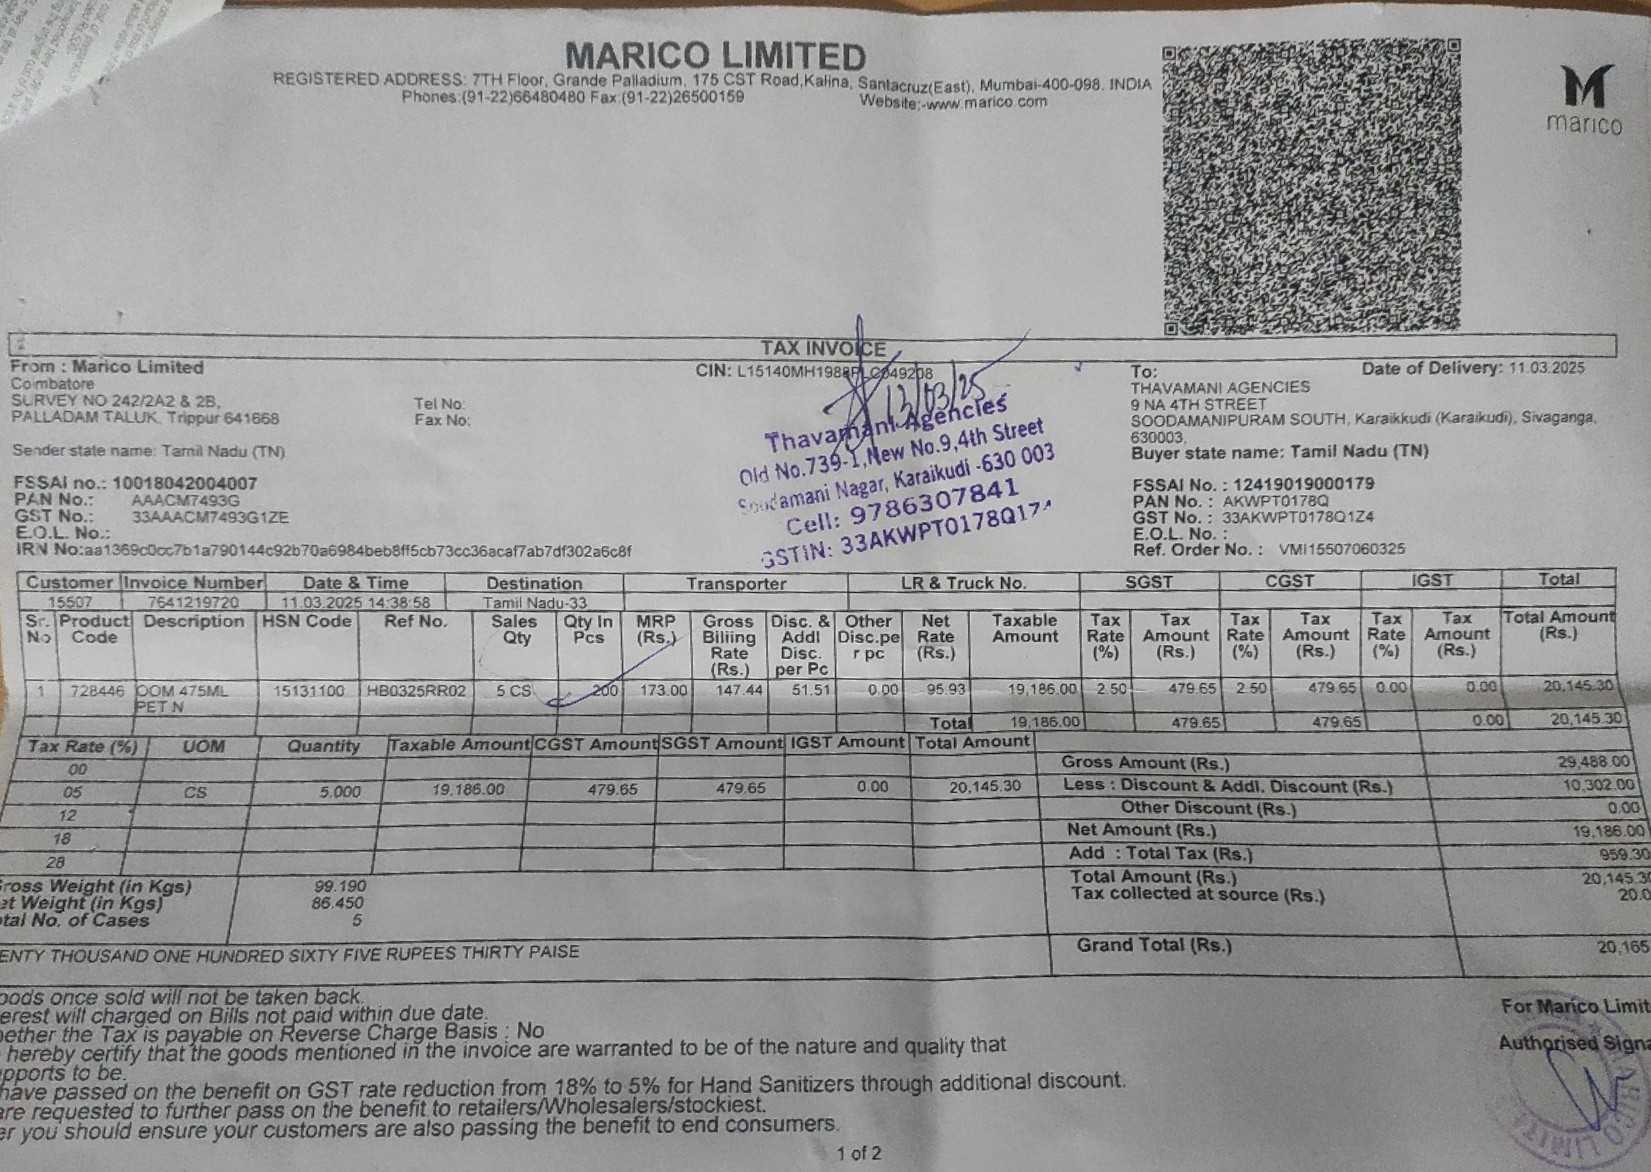 MARICO LIMITED
REGISTERED ADDRESS: 7TH Floor, Grande Palladium, 175 CST Road,Kalina, Santacruz(East), Mumbai-400-098. INDIA
Phones:(91-22)66480480 Fax:(91-22)26500159 Website:-www.marico.com
marico
TAX INVOICE
From : Marico Limited
Coimbatore
SURVEY NO 242/2A2 & 2B,
PALLADAM TALUK, Trippur 641668
Tel No:
Fax No:
Sender state name: Tamil Nadu (TN)
FSSAI no.: 10018042004007
PAN No.: AAACM7493G
GST No.: 33AAACM7493G1ZE
E.O.L. No.:
IRN No:aa1369c0cc7b1a790144c92b70a6984beb8ff5cb73cc36acaf7ab7df302a6c8f
CIN: L15140MH1988PLC049208
13/03/25
Thavamani Agencies
Old No.739-1,New No.9,4th Street
Soodamani Nagar, Karaikudi -630 003
Cell: 9786307841
GSTIN: 33AKWPT0178Q1Z4
To: Date of Delivery: 11.03.2025
THAVAMANI AGENCIES
9 NA 4TH STREET
SOODAMANIPURAM SOUTH, Karaikkudi (Karaikudi), Sivaganga,
630003,
Buyer state name: Tamil Nadu (TN)
FSSAI No. : 12419019000179
PAN No. : AKWPT0178Q
GST No. : 33AKWPT0178Q1Z4
E.O.L. No. :
Ref. Order No. : VMI15507060325
Customer Invoice Number Date & Time Destination Transporter LR & Truck No. SGST CGST IGST Total
15507 7641219720 11.03.2025 14:38:58 Tamil Nadu-33
Sr. No Product Code Description HSN Code Ref No. Sales Qty Qty In Pcs MRP (Rs.) Gross Billing Rate (Rs.) Disc. & Addl Disc. per Pc Other Disc.pe r pc Net Rate (Rs.) Taxable Amount Tax Rate (%) Tax Amount (Rs.) Tax Rate (%) Tax Amount (Rs.) Tax Rate (%) Tax Amount (Rs.) Total Amount (Rs.)
1 728446 OOM 475ML PET N 15131100 HB0325RR02 5 CS 200 173.00 147.44 51.51 0.00 95.93 19,186.00 2.50 479.65 2.50 479.65 0.00 0.00 20,145.30
Total 19,186.00 479.65 479.65 0.00 20,145.30
Tax Rate (%) UOM Quantity Taxable Amount CGST Amount SGST Amount IGST Amount Total Amount
00
05 CS 5.000 19,186.00 479.65 479.65 0.00 20,145.30
12
18
28
Gross Amount (Rs.) 29,488.00
Less : Discount & Addl. Discount (Rs.) 10,302.00
Other Discount (Rs.) 0.00
Net Amount (Rs.) 19,186.00
Add : Total Tax (Rs.) 959.30
Total Amount (Rs.) 20,145.30
Tax collected at source (Rs.) 20.0
Gross Weight (in Kgs) 99.190
et Weight (in Kgs) 86.450
tal No. of Cases 5
Grand Total (Rs.) 20,165
ENTY THOUSAND ONE HUNDRED SIXTY FIVE RUPEES THIRTY PAISE
oods once sold will not be taken back.
erest will charged on Bills not paid within due date.
hether the Tax is payable on Reverse Charge Basis : No
hereby certify that the goods mentioned in the invoice are warranted to be of the nature and quality that
pports to be.
have passed on the benefit on GST rate reduction from 18% to 5% for Hand Sanitizers through additional discount.
are requested to further pass on the benefit to retailers/Wholesalers/stockiest.
er you should ensure your customers are also passing the benefit to end consumers.
For Marico Limit
Authorised Signa
1 of 2